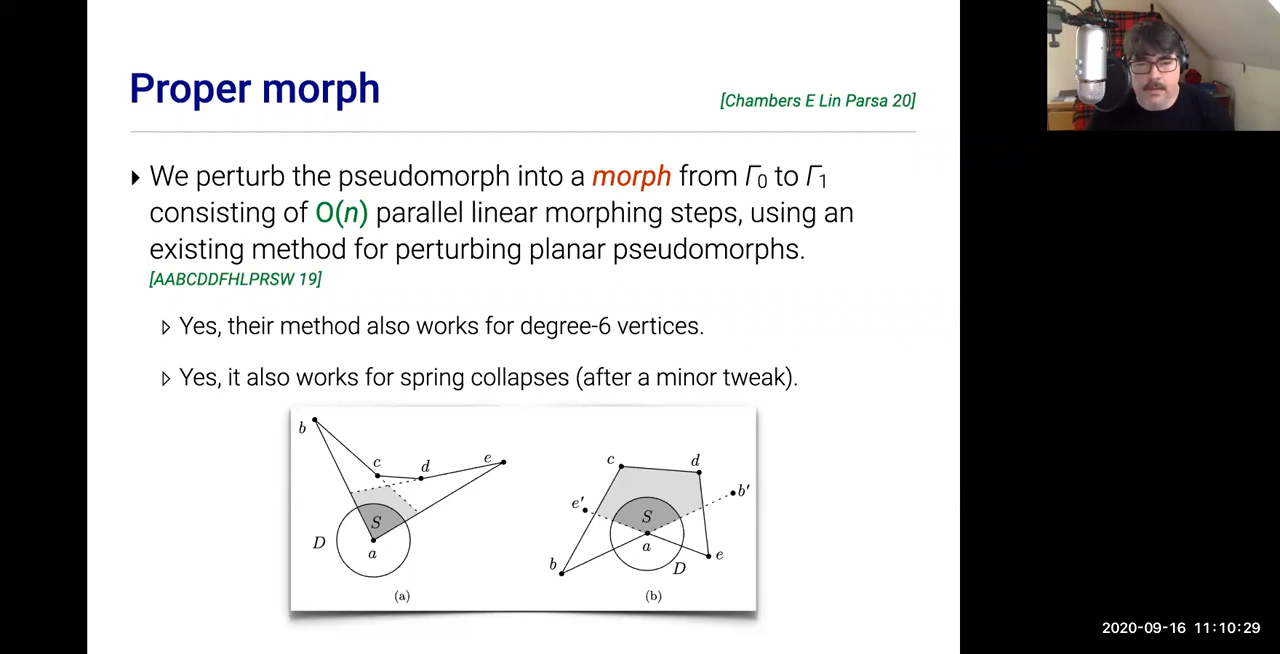 Proper morph
[Chambers E Lin Parsa 20]
We perturb the pseudomorph into a morph from Γ0 to Γ1
consisting of O(n) parallel linear morphing steps, using an
existing method for perturbing planar pseudomorphs.
[AABCDDFHLPRSW 19]
Yes, their method also works for degree-6 vertices.
Yes, it also works for spring collapses (after a minor tweak).
b
c
d
e
S
D
a
(a)
c
d
e'
b'
S
a
b
e
D
(b)
2020-09-16 11:10:29